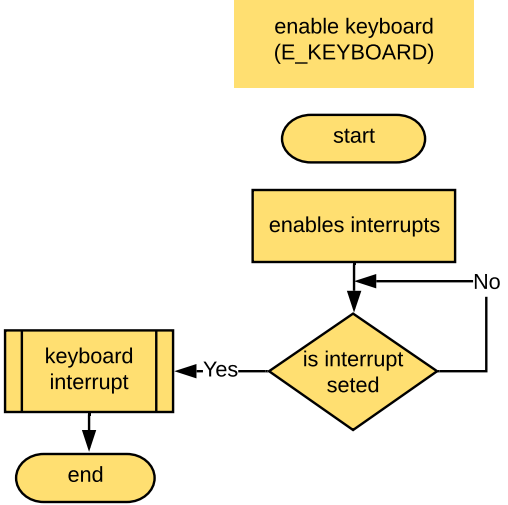 enable keyboard
(E_KEYBOARD)
start
enables interrupts
No
is interrupt
seted
Yes
keyboard
interrupt
end